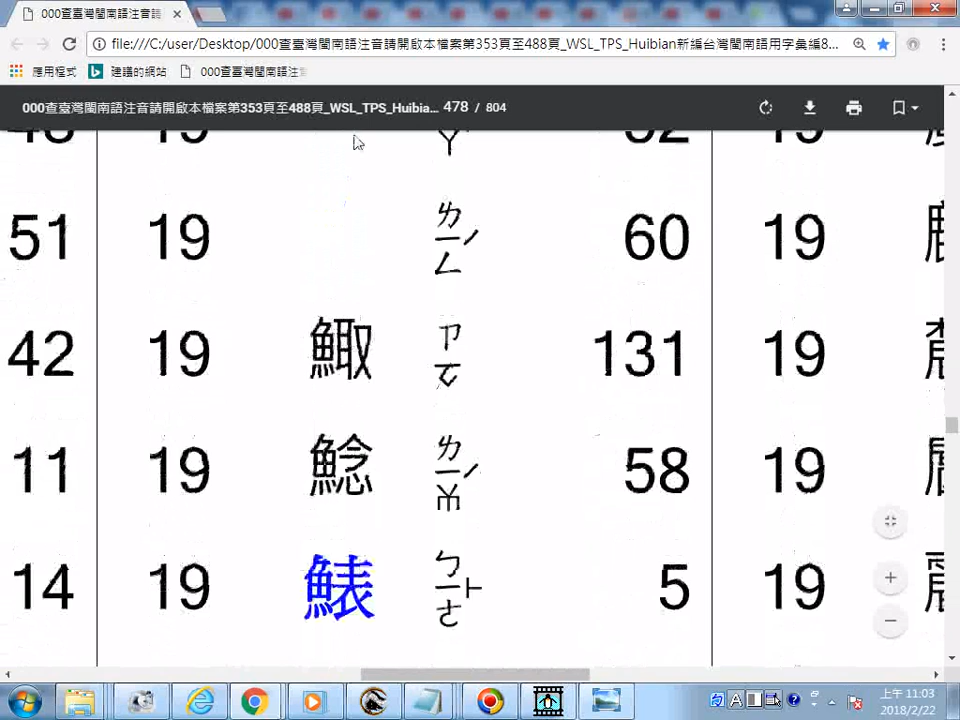 000查臺灣閩南語注音請
file:///C:/user/Desktop/000查臺灣閩南語注音請開啟本檔案第353頁至488頁_WSL_TPS_Huibian新編台灣閩南語用字彙編8...
應用程式 建議的網站 000查臺灣閩南語注
000查臺灣閩南語注音請開啟本檔案第353頁至488頁_WSL_TPS_Huibia... 478 / 804
51 19 ㄌㄧㄥˊ 60 19
42 19 鯫 ㄗㄛ 131 19
11 19 鯰 ㄌㄧㆰˊ 58 19
14 19 䱪 5 19
上午 11:03
2018/2/22